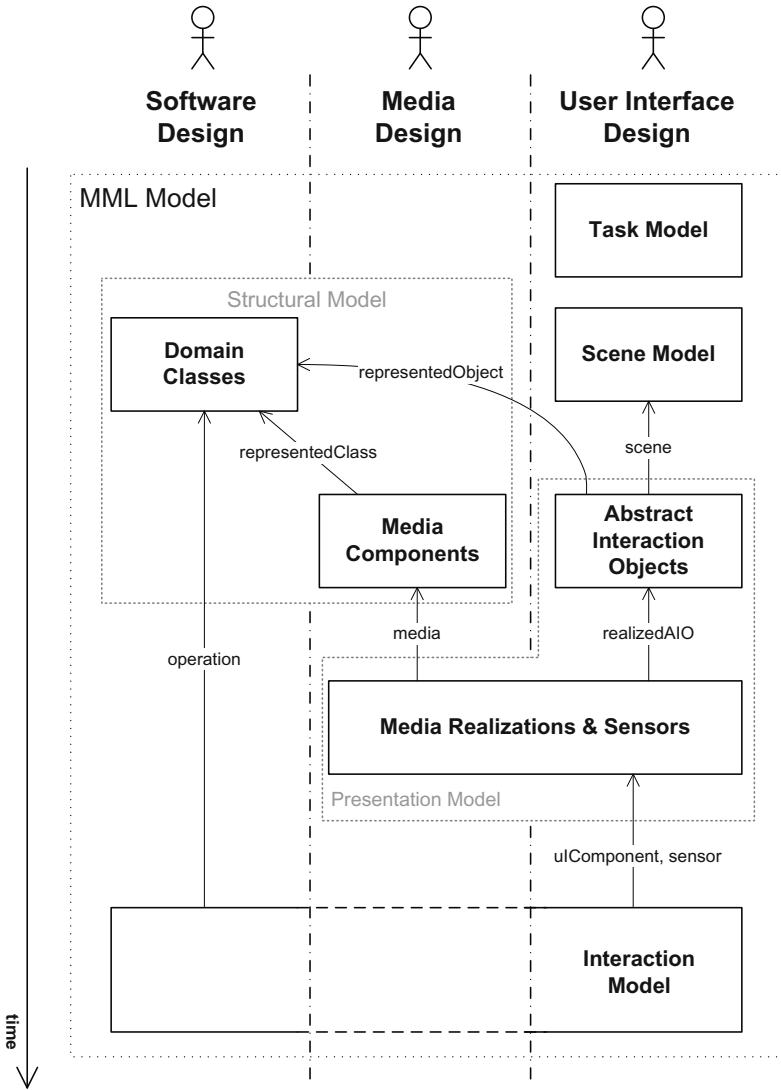 Software
Design
Media
Design
User Interface
Design
MML Model
Task Model
Structural Model
Domain
Classes
Scene Model
representedObject
representedClass
scene
Media
Components
Abstract
Interaction
Objects
operation
media
realizedAIO
Media Realizations & Sensors
Presentation Model
uIComponent, sensor
Interaction
Model
time